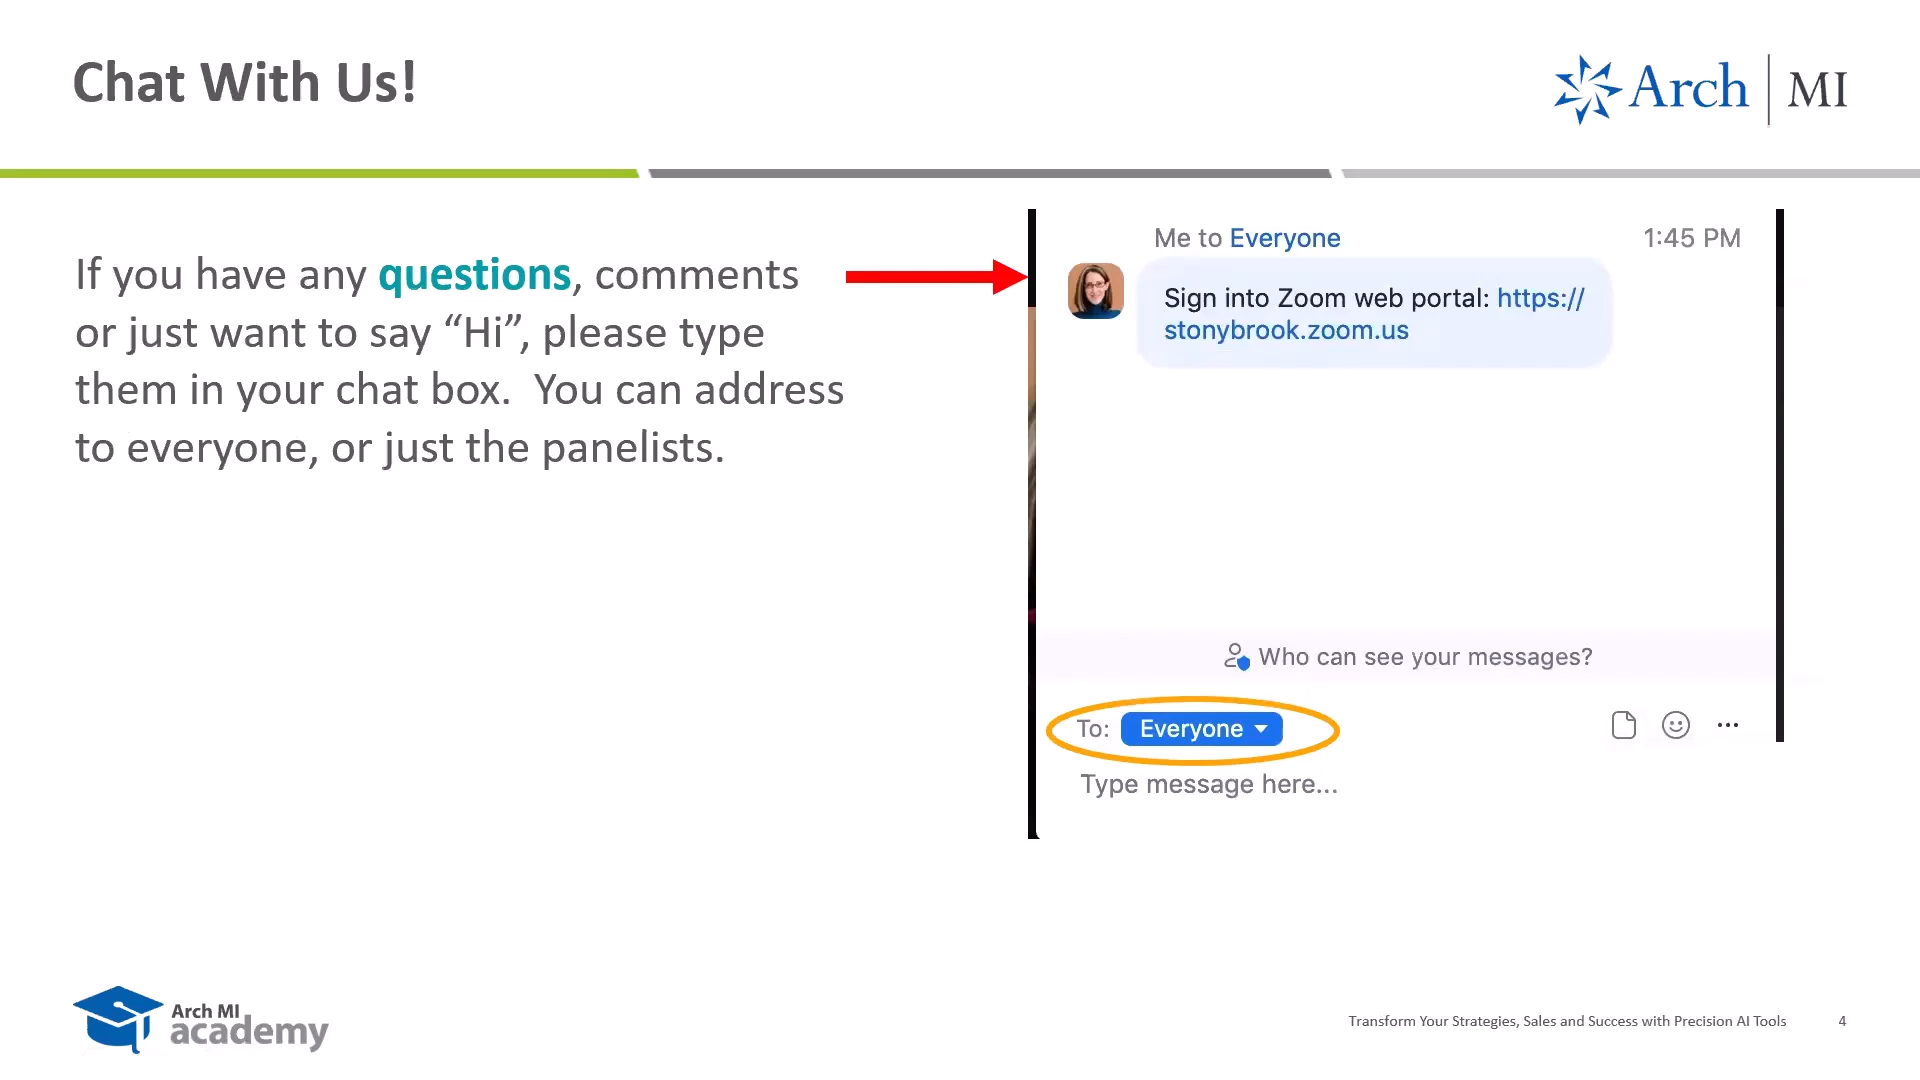 Chat With Us!
Arch | MI
If you have any questions, comments
or just want to say “Hi”, please type
them in your chat box.  You can address
to everyone, or just the panelists.
Me to Everyone
1:45 PM
Sign into Zoom web portal: https://
stonybrook.zoom.us
Who can see your messages?
To: Everyone
Type message here...
Arch MI
academy
Transform Your Strategies, Sales and Success with Precision AI Tools
4